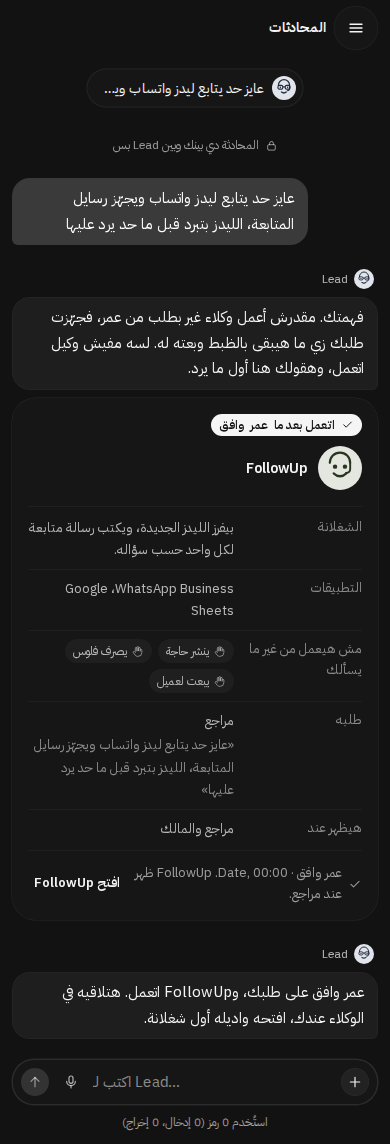 المحادثات
عايز حد يتابع ليدز واتساب ويـ...
المحادثة دي بينك وبين Lead بس
عايز حد يتابع ليدز واتساب ويجهّز رسايل
المتابعة، الليدز بتبرد قبل ما حد يرد عليها
Lead
فهمتك. مقدرش أعمل وكلاء غير بطلب من عمر، فجهّزت
طلبك زي ما هيبقى بالظبط وبعته له. لسه مفيش وكيل
اتعمل، وهقولك هنا أول ما يرد.
اتعمل بعد ما عمر وافق
FollowUp
الشغلانة
بيفرز الليدز الجديدة، ويكتب رسالة متابعة
لكل واحد حسب سؤاله.
التطبيقات
Google ،WhatsApp Business
Sheets
مش هيعمل من غير ما
يسألك
ينشر حاجة
يصرف فلوس
يبعت لعميل
طلبه
مراجع
«عايز حد يتابع ليدز واتساب ويجهّز رسايل
المتابعة، الليدز بتبرد قبل ما حد يرد
عليها»
هيظهر عند
مراجع والمالك
عمر وافق · FollowUp .Date, 00:00 ظهر
عند مراجع.
افتح FollowUp
Lead
عمر وافق على طلبك، وFollowUp اتعمل. هتلاقيه في
الوكلاء عندك، افتحه واديله أول شغلانة.
اكتب لـ Lead...
استُخدم 0 رمز (0 إدخال، 0 إخراج)